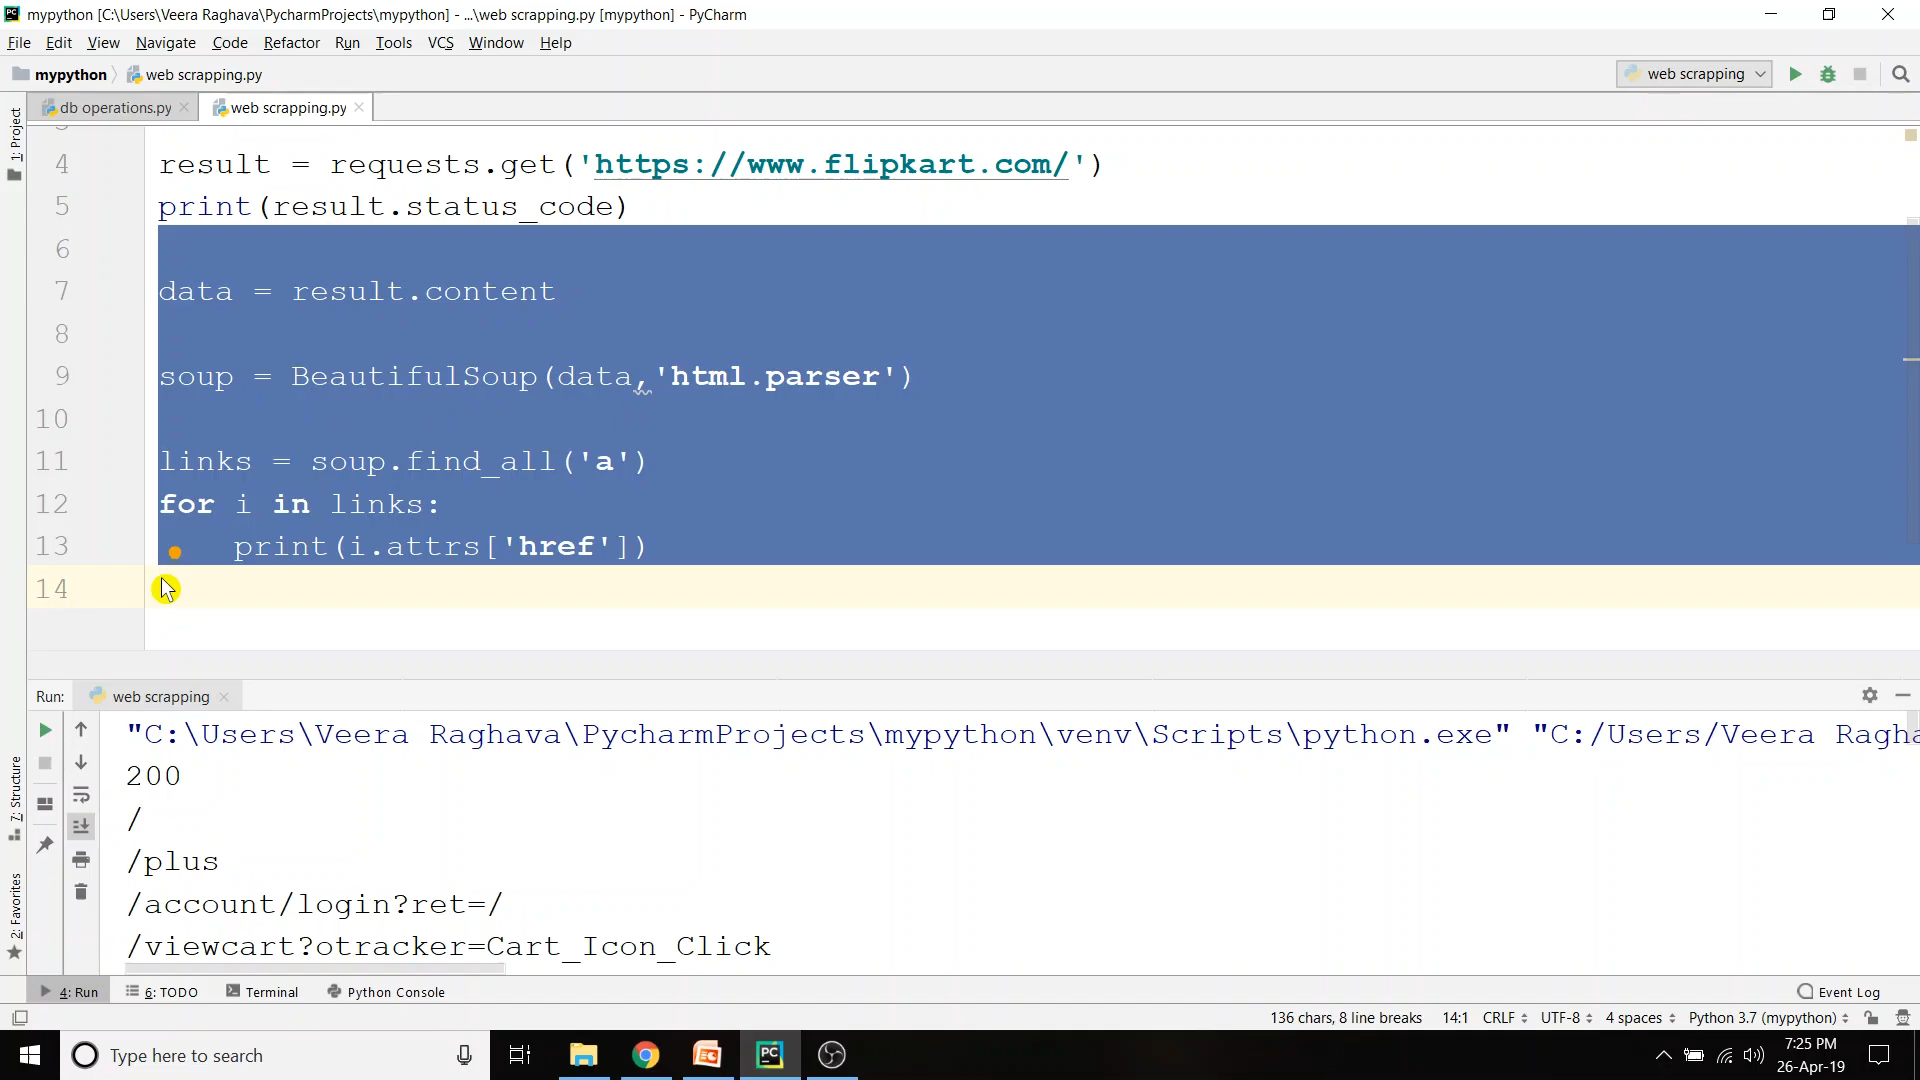 mypython [C:\Users\Veera Raghava\PycharmProjects\mypython] - ...\web scrapping.py [mypython] - PyCharm
File Edit View Navigate Code Refactor Run Tools VCS Window Help
mypython web scrapping.py web scrapping
1: Project
db operations.py web scrapping.py
4 result = requests.get('https://www.flipkart.com/')
5 print(result.status_code)
6
7 data = result.content
8
9 soup = BeautifulSoup(data,'html.parser')
10
11 links = soup.find_all('a')
12 for i in links:
13 print(i.attrs['href'])
14
Run: web scrapping
"C:\Users\Veera Raghava\PycharmProjects\mypython\venv\Scripts\python.exe" "C:/Users/Veera Ragha
200
/
/plus
/account/login?ret=/
/viewcart?otracker=Cart_Icon_Click
7: Structure
2: Favorites
4: Run 6: TODO Terminal Python Console Event Log
136 chars, 8 line breaks 14:1 CRLF UTF-8 4 spaces Python 3.7 (mypython)
Type here to search
7:25 PM
26-Apr-19